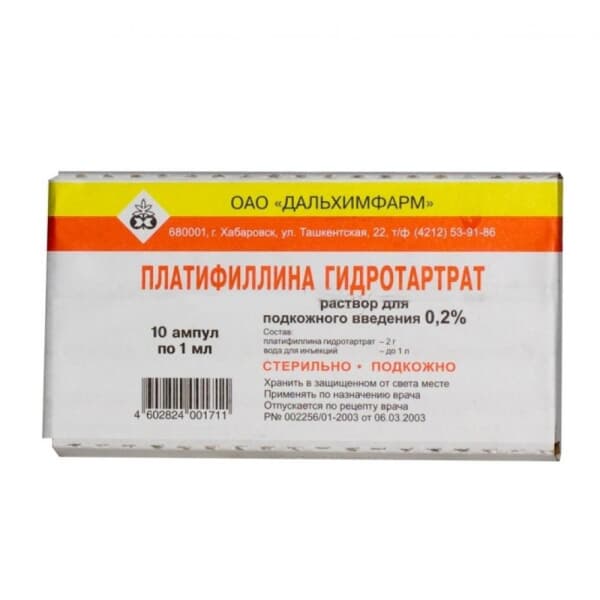 ОАО «ДАЛЬХИМФАРМ»
680001, г. Хабаровск, ул. Ташкентская, 22, т/ф (4212) 53-91-86
ПЛАТИФИЛЛИНА ГИДРОТАРТРАТ
раствор для
подкожного введения 0,2%
10 ампул
по 1 мл
Состав:
платифиллина гидротартрат – 2 г
вода для инъекций – до 1 л
СТЕРИЛЬНО • ПОДКОЖНО
Хранить в защищенном от света месте
Применять по назначению врача
Отпускается по рецепту врача
РN° 002256/01-2003 от 06.03.2003
4 602824 001711